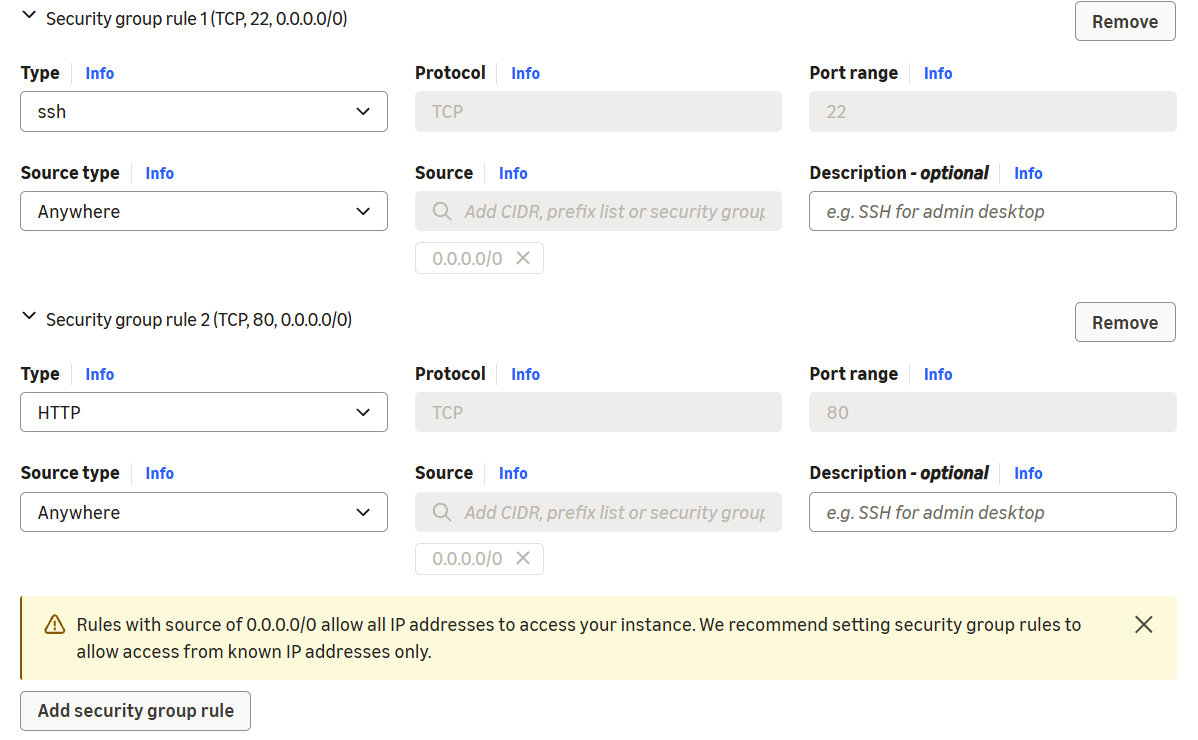 Security group rule 1 (TCP, 22, 0.0.0.0/0)
Remove
Type Info
Protocol Info
Port range Info
ssh
TCP
22
Source type Info
Source Info
Description - optional Info
Anywhere
Add CIDR, prefix list or security group
e.g. SSH for admin desktop
0.0.0.0/0
Security group rule 2 (TCP, 80, 0.0.0.0/0)
Remove
Type Info
Protocol Info
Port range Info
HTTP
TCP
80
Source type Info
Source Info
Description - optional Info
Anywhere
Add CIDR, prefix list or security group
e.g. SSH for admin desktop
0.0.0.0/0
Rules with source of 0.0.0.0/0 allow all IP addresses to access your instance. We recommend setting security group rules to
allow access from known IP addresses only.
Add security group rule